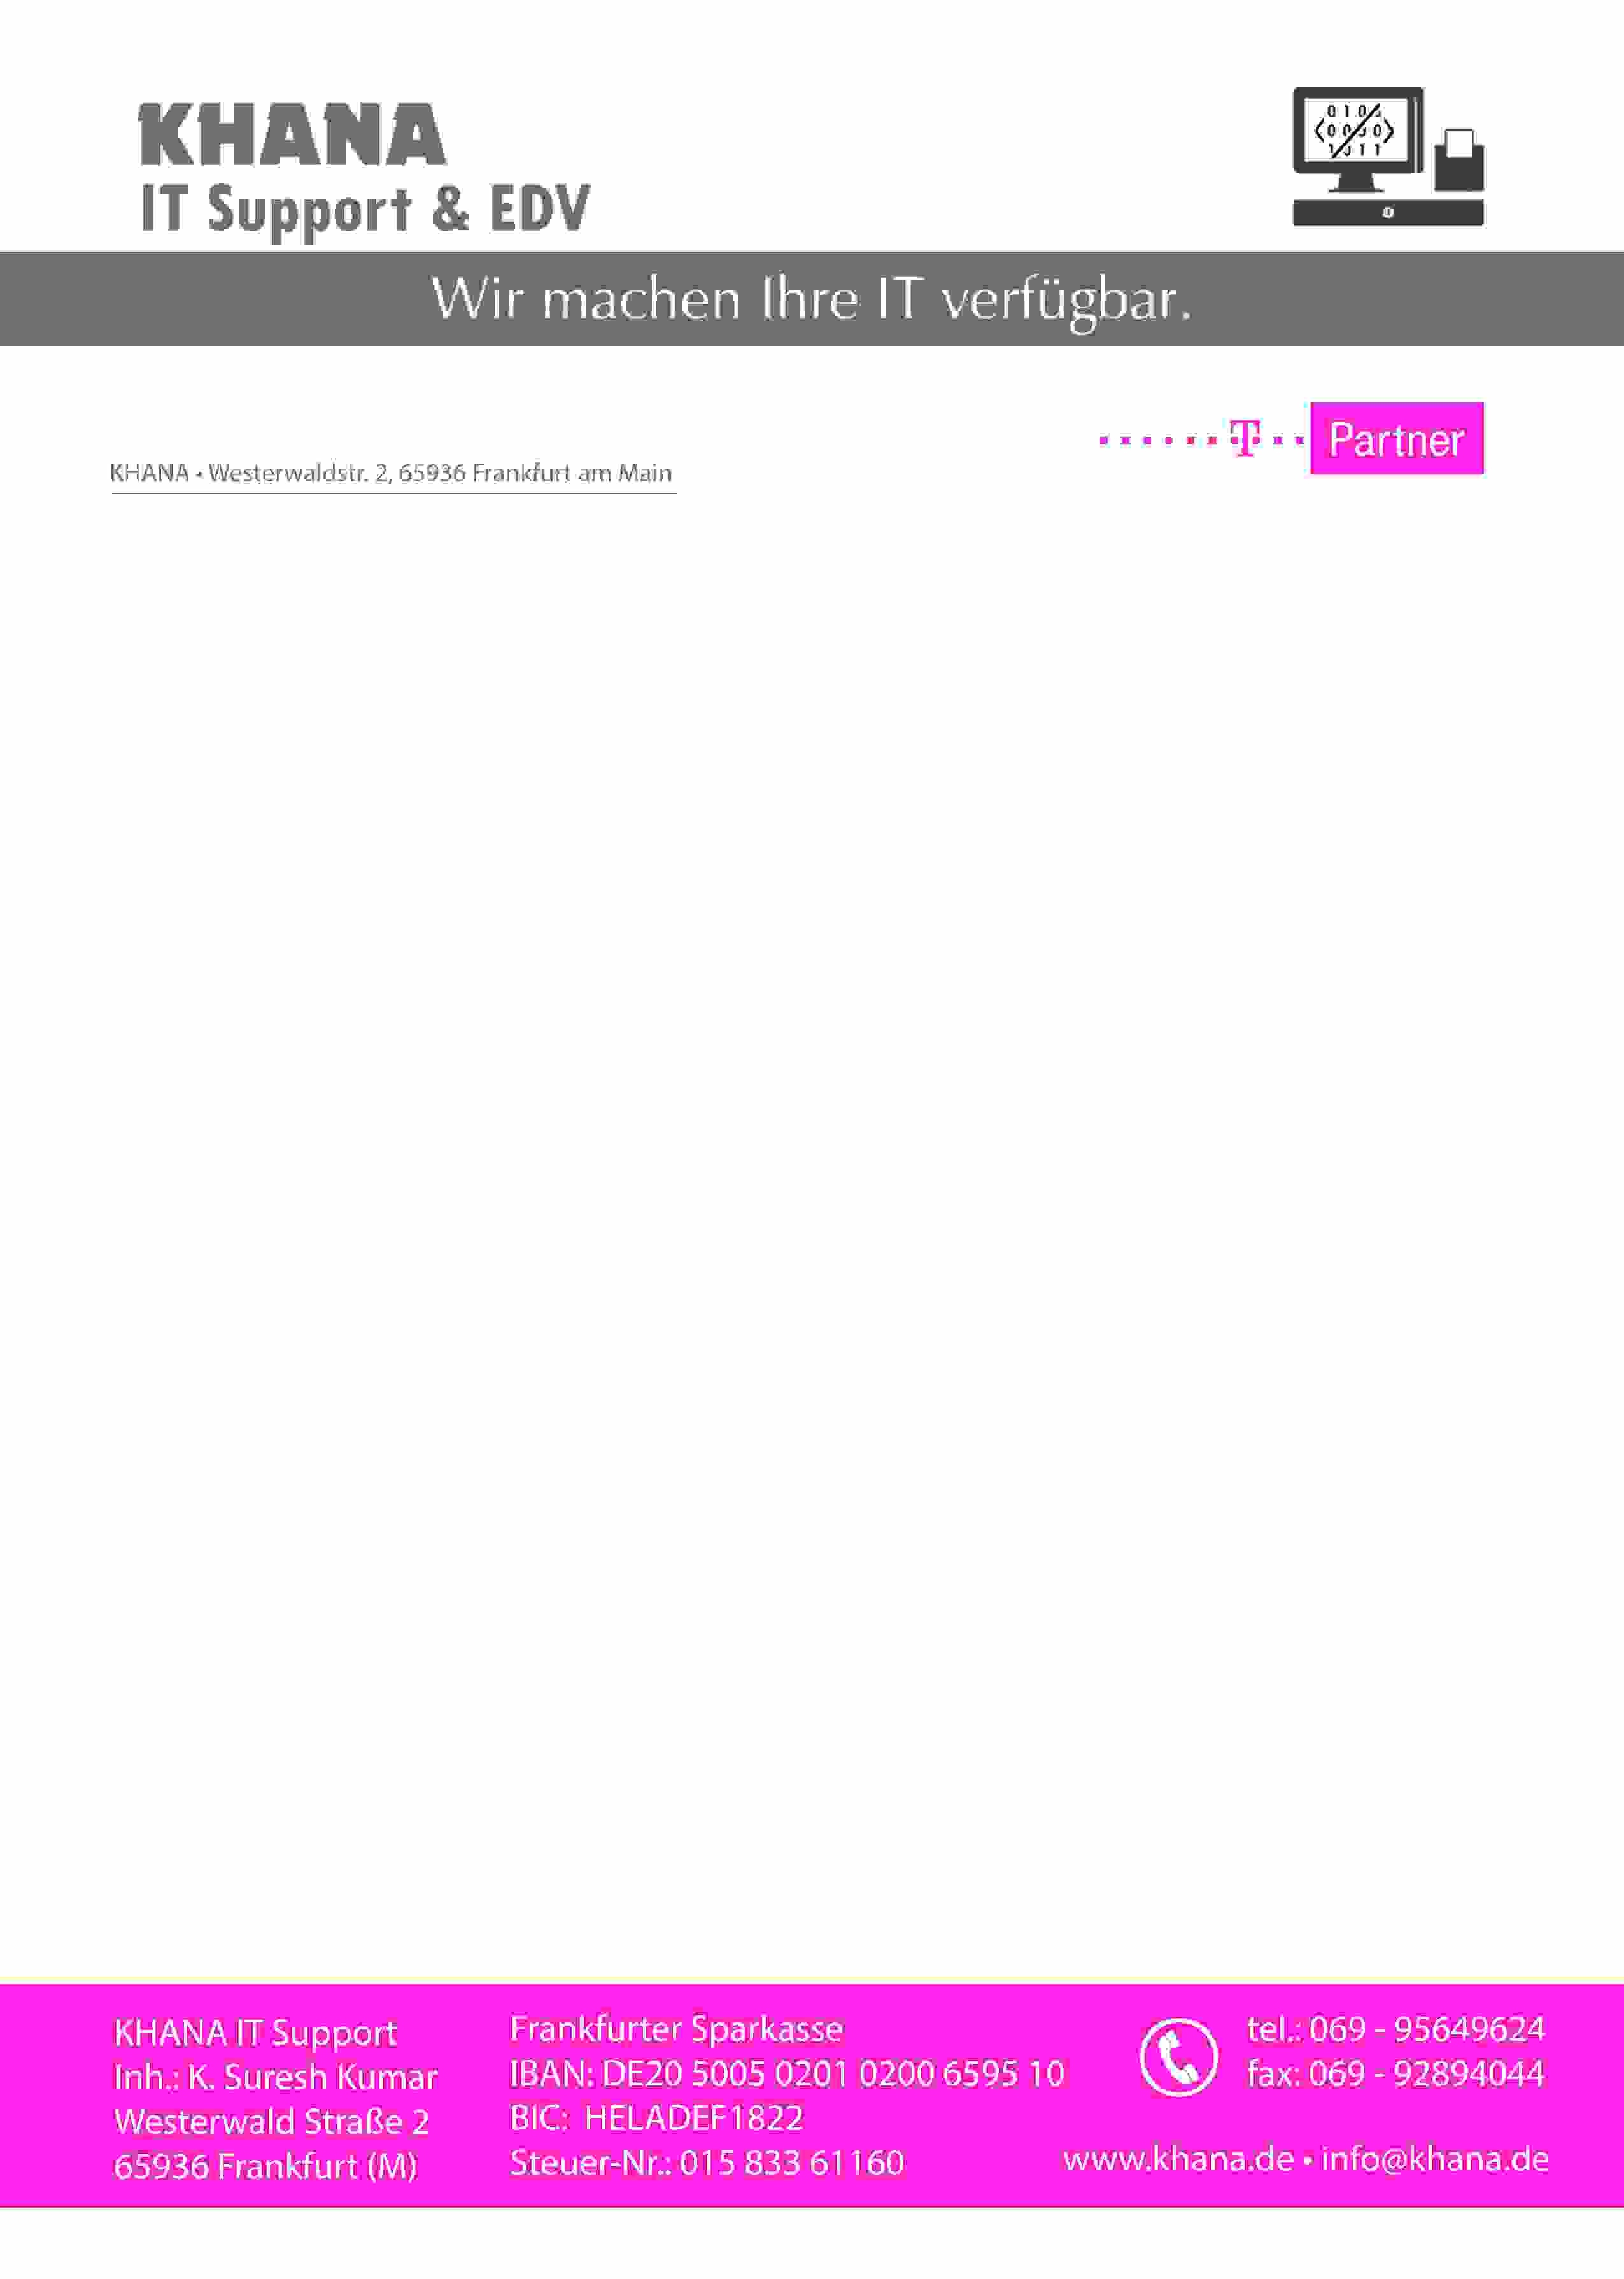 KHANA
IT Support & EDV
Wir machen Ihre IT verfügbar.
T Partner
KHANA • Westerwaldstr. 2, 65936 Frankfurt am Main
KHANA IT Support
Inh.: K. Suresh Kumar
Westerwald Straße 2
65936 Frankfurt (M)
Frankfurter Sparkasse
IBAN: DE20 5005 0201 0200 6595 10
BIC: HELADEF1822
Steuer-Nr.: 015 833 61160
tel.: 069 - 95649624
fax: 069 - 92894044
www.khana.de • info@khana.de